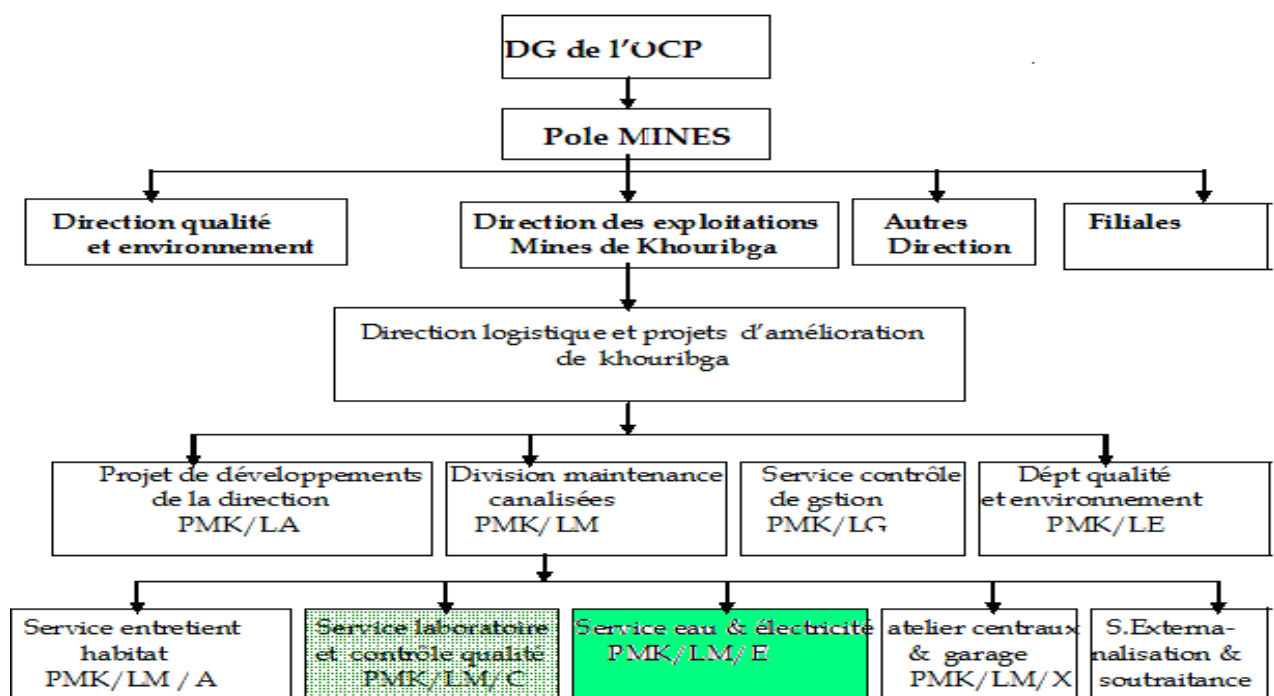 DG de l'OCP
Pole MINES
Direction qualité
et environnement
Direction des exploitations
Mines de Khouribga
Autres
Direction
Filiales
Direction logistique et projets d'amélioration
de khouribga
Projet de développements
de la direction
PMK/LA
Division maintenance
canalisées
PMK/LM
Service contrôle
de gstion
PMK/LG
Dépt qualité
et environnement
PMK/LE
Service entretient
habitat
PMK/LM / A
Service laboratoire
et contrôle qualité
PMK/LM/C
Service eau & électricité
PMK/LM/E
atelier centraux
& garage
PMK/LM/X
S.Externa-
nalisation &
soutraitance